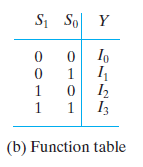 S₁ S₀ Y
0 0 I₀
0 1 I₁
1 0 I₂
1 1 I₃
(b) Function table